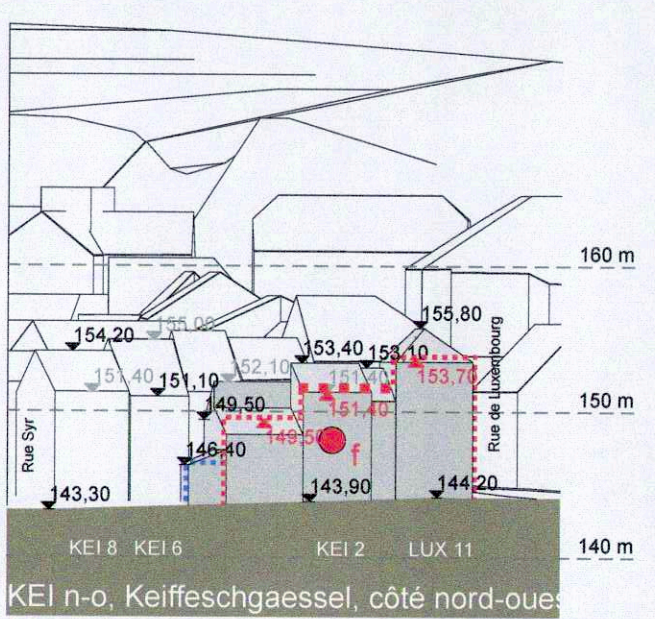 160 m
155,80
155,00
154,20
153,40
153,10
152,10
153,70
151,40
151,10
151,40
151,40
149,50
150 m
149,50
f
Rue Syr
Rue de Luxembourg
146,40
143,30
143,90
144,20
KEI 8
KEI 6
KEI 2
LUX 11
140 m
KEI n-o, Keiffeschgaessel, côté nord-oues